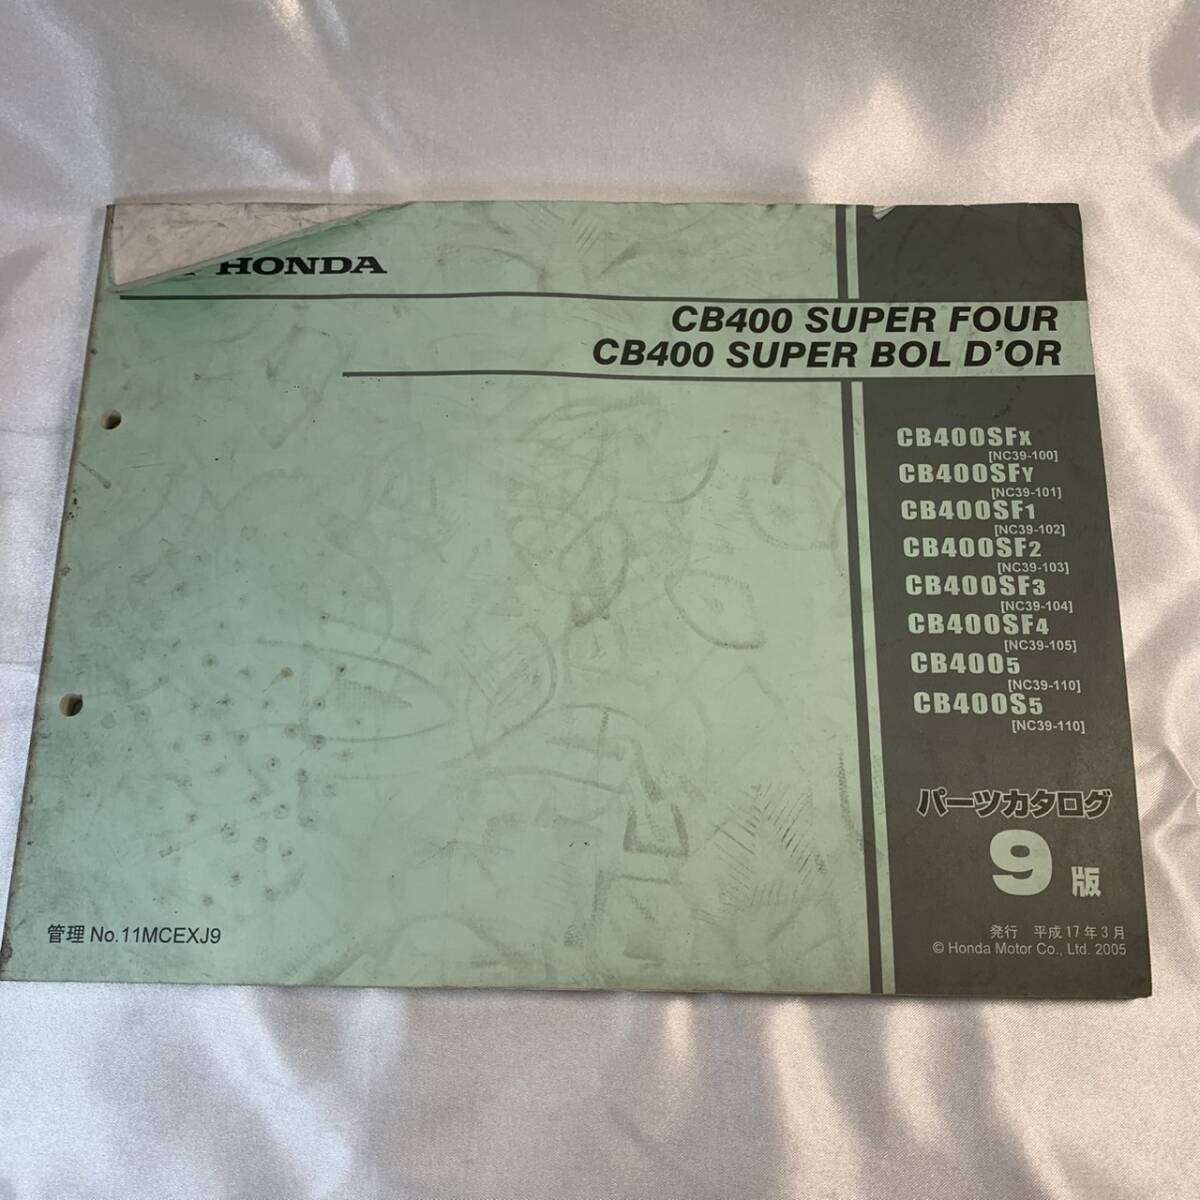 HONDA
CB400 SUPER FOUR
CB400 SUPER BOL D'OR
CB400SFX
[NC39-100]
CB400SFY
[NC39-101]
CB400SF1
[NC39-102]
CB400SF2
[NC39-103]
CB400SF3
[NC39-104]
CB400SF4
[NC39-105]
CB4005
[NC39-110]
CB400S5
[NC39-110]
パーツカタログ
9版
管理 No.11MCEXJ9
発行 平成17年3月
© Honda Motor Co., Ltd. 2005